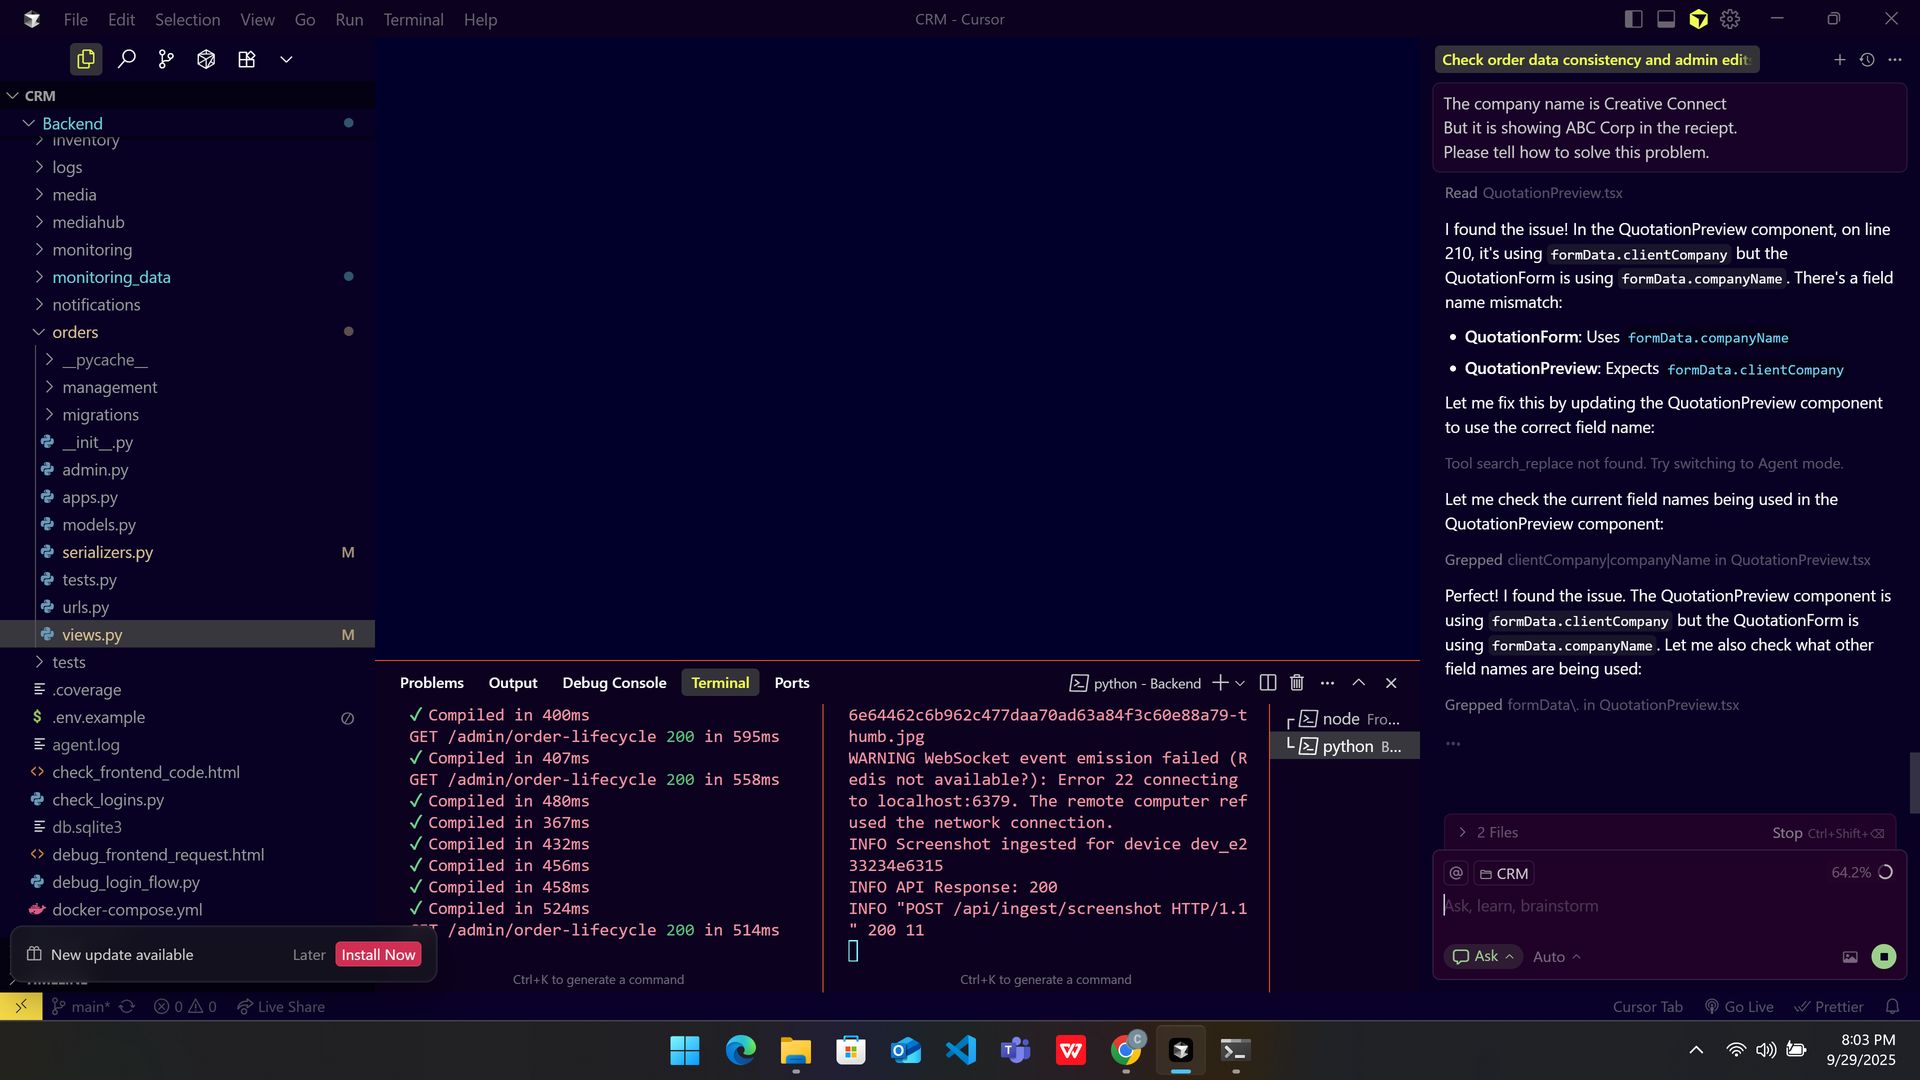 File Edit Selection View Go Run Terminal Help
CRM - Cursor
CRM
Backend
inventory
logs
media
mediahub
monitoring
monitoring_data
notifications
orders
__pycache__
management
migrations
__init__.py
admin.py
apps.py
models.py
serializers.py M
tests.py
urls.py
views.py M
tests
.coverage
$ .env.example
agent.log
check_frontend_code.html
check_logins.py
db.sqlite3
debug_frontend_request.html
debug_login_flow.py
docker-compose.yml
New update available Later Install Now
TIMELINE
main* 0 0 Live Share
Problems Output Debug Console Terminal Ports
python - Backend
✓ Compiled in 400ms
GET /admin/order-lifecycle 200 in 595ms
✓ Compiled in 407ms
GET /admin/order-lifecycle 200 in 558ms
✓ Compiled in 480ms
✓ Compiled in 367ms
✓ Compiled in 432ms
✓ Compiled in 456ms
✓ Compiled in 458ms
✓ Compiled in 524ms
GET /admin/order-lifecycle 200 in 514ms
Ctrl+K to generate a command
6e64462c6b962c477daa70ad63a84f3c60e88a79-t
humb.jpg
WARNING WebSocket event emission failed (R
edis not available?): Error 22 connecting
to localhost:6379. The remote computer ref
used the network connection.
INFO Screenshot ingested for device dev_e2
33234e6315
INFO API Response: 200
INFO "POST /api/ingest/screenshot HTTP/1.1
" 200 11
Ctrl+K to generate a command
node Fro...
python B...
Check order data consistency and admin edit
The company name is Creative Connect
But it is showing ABC Corp in the reciept.
Please tell how to solve this problem.
Read QuotationPreview.tsx
I found the issue! In the QuotationPreview component, on line
210, it's using formData.clientCompany but the
QuotationForm is using formData.companyName. There's a field
name mismatch:
• QuotationForm: Uses formData.companyName
• QuotationPreview: Expects formData.clientCompany
Let me fix this by updating the QuotationPreview component
to use the correct field name:
Tool search_replace not found. Try switching to Agent mode.
Let me check the current field names being used in the
QuotationPreview component:
Grepped clientCompany|companyName in QuotationPreview.tsx
Perfect! I found the issue. The QuotationPreview component is
using formData.clientCompany but the QuotationForm is
using formData.companyName. Let me also check what other
field names are being used:
Grepped formData\. in QuotationPreview.tsx
...
2 Files Stop Ctrl+Shift+⌫
@ CRM 64.2%
Ask, learn, brainstorm
Ask Auto
Cursor Tab Go Live Prettier
C
8:03 PM
9/29/2025